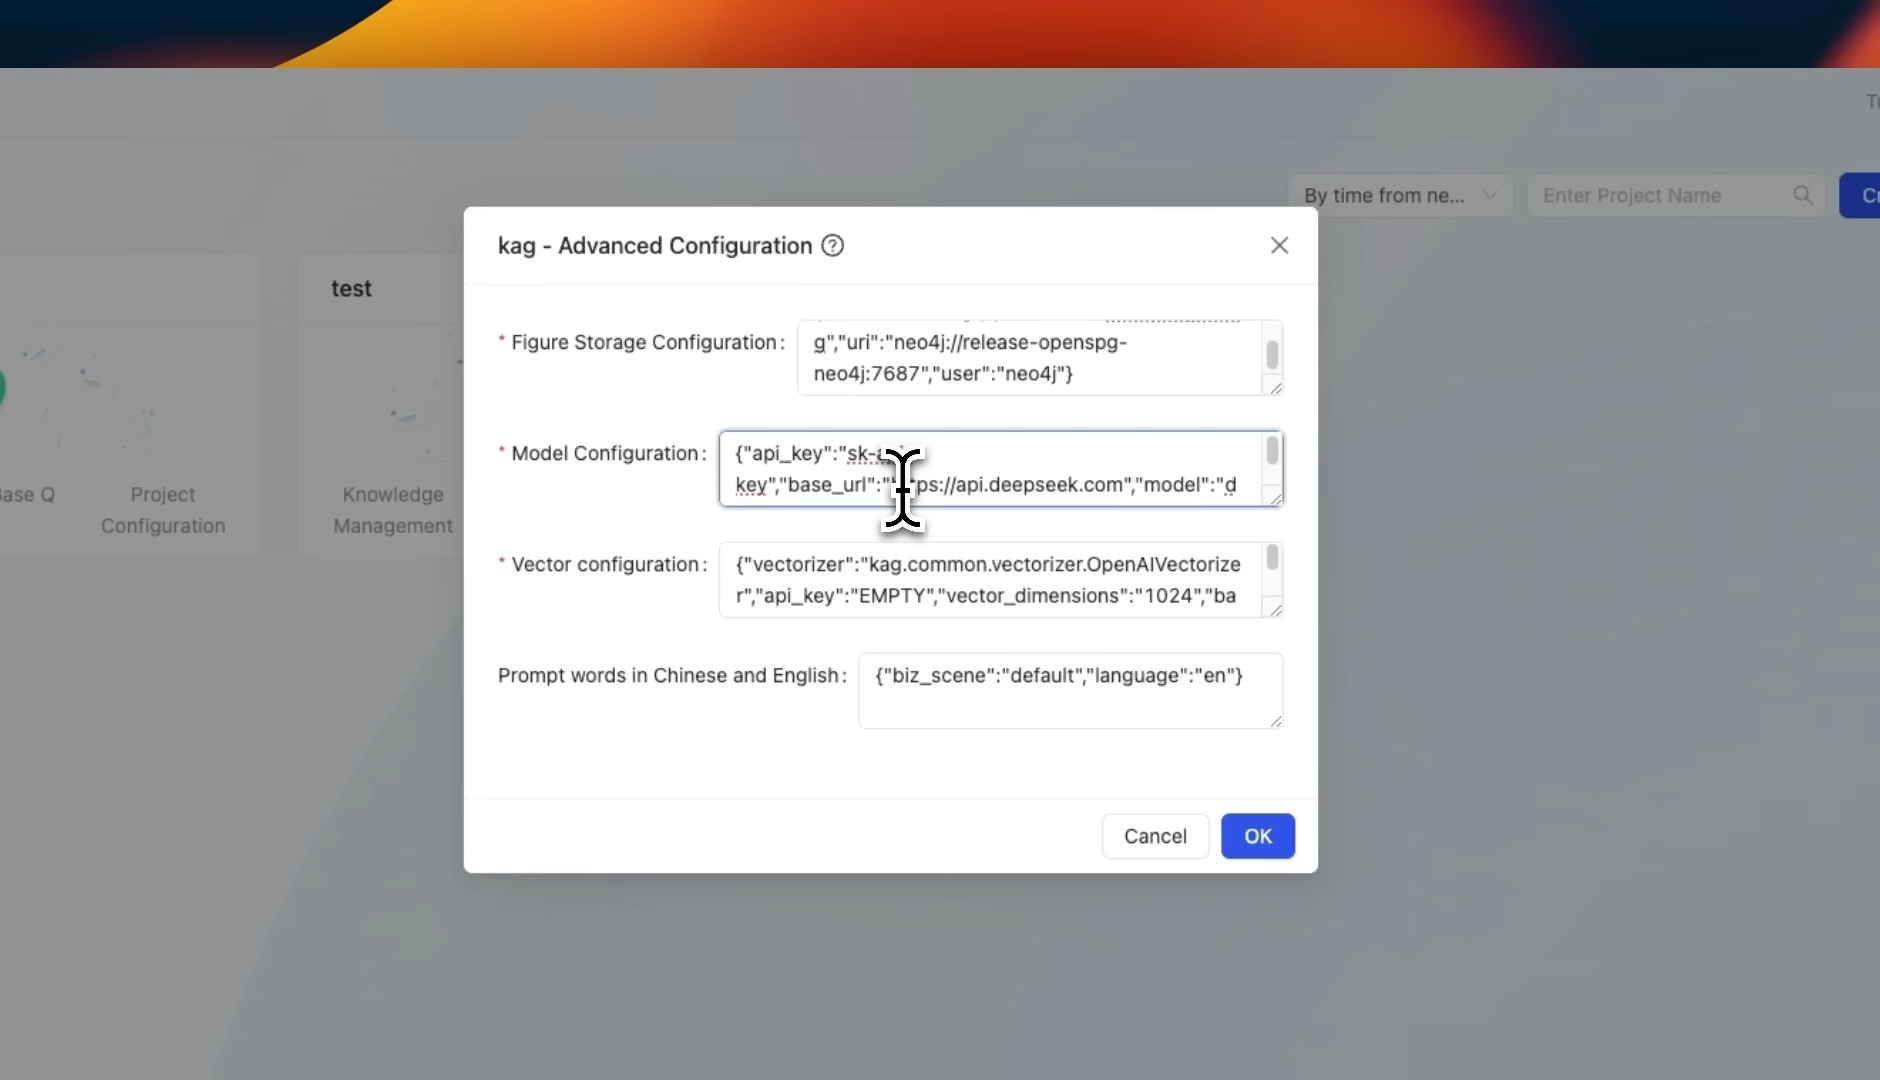 Tu
By time from ne...
Enter Project Name
Cr
kag - Advanced Configuration
test
* Figure Storage Configuration:
g","uri":"neo4j://release-openspg-
neo4j:7687","user":"neo4j"}
* Model Configuration:
{"api_key":"sk-a
key","base_url":" ps://api.deepseek.com","model":"d
ase Q
Project
Configuration
Knowledge
Management
* Vector configuration:
{"vectorizer":"kag.common.vectorizer.OpenAIVectorize
r","api_key":"EMPTY","vector_dimensions":"1024","ba
Prompt words in Chinese and English:
{"biz_scene":"default","language":"en"}
Cancel
OK